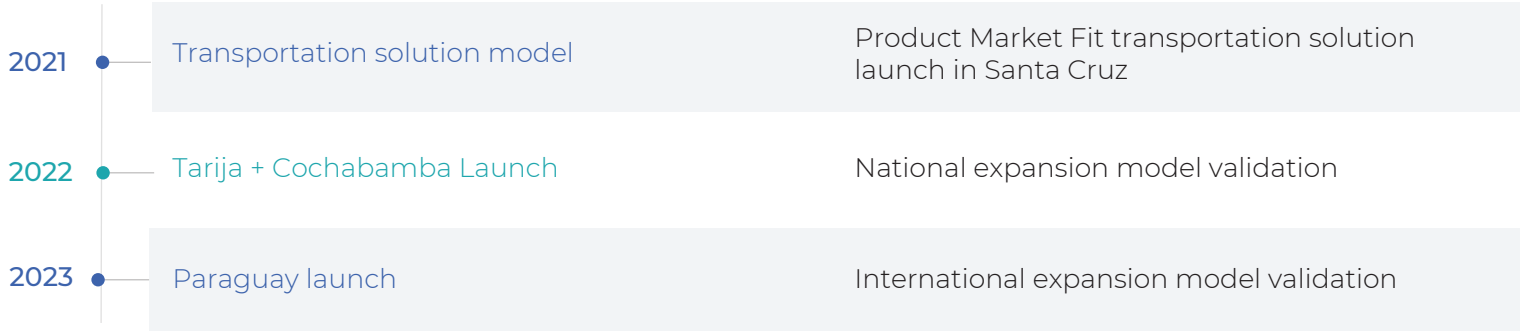 2021
Transportation solution model
Product Market Fit transportation solution
launch in Santa Cruz
2022
Tarija + Cochabamba Launch
National expansion model validation
2023
Paraguay launch
International expansion model validation